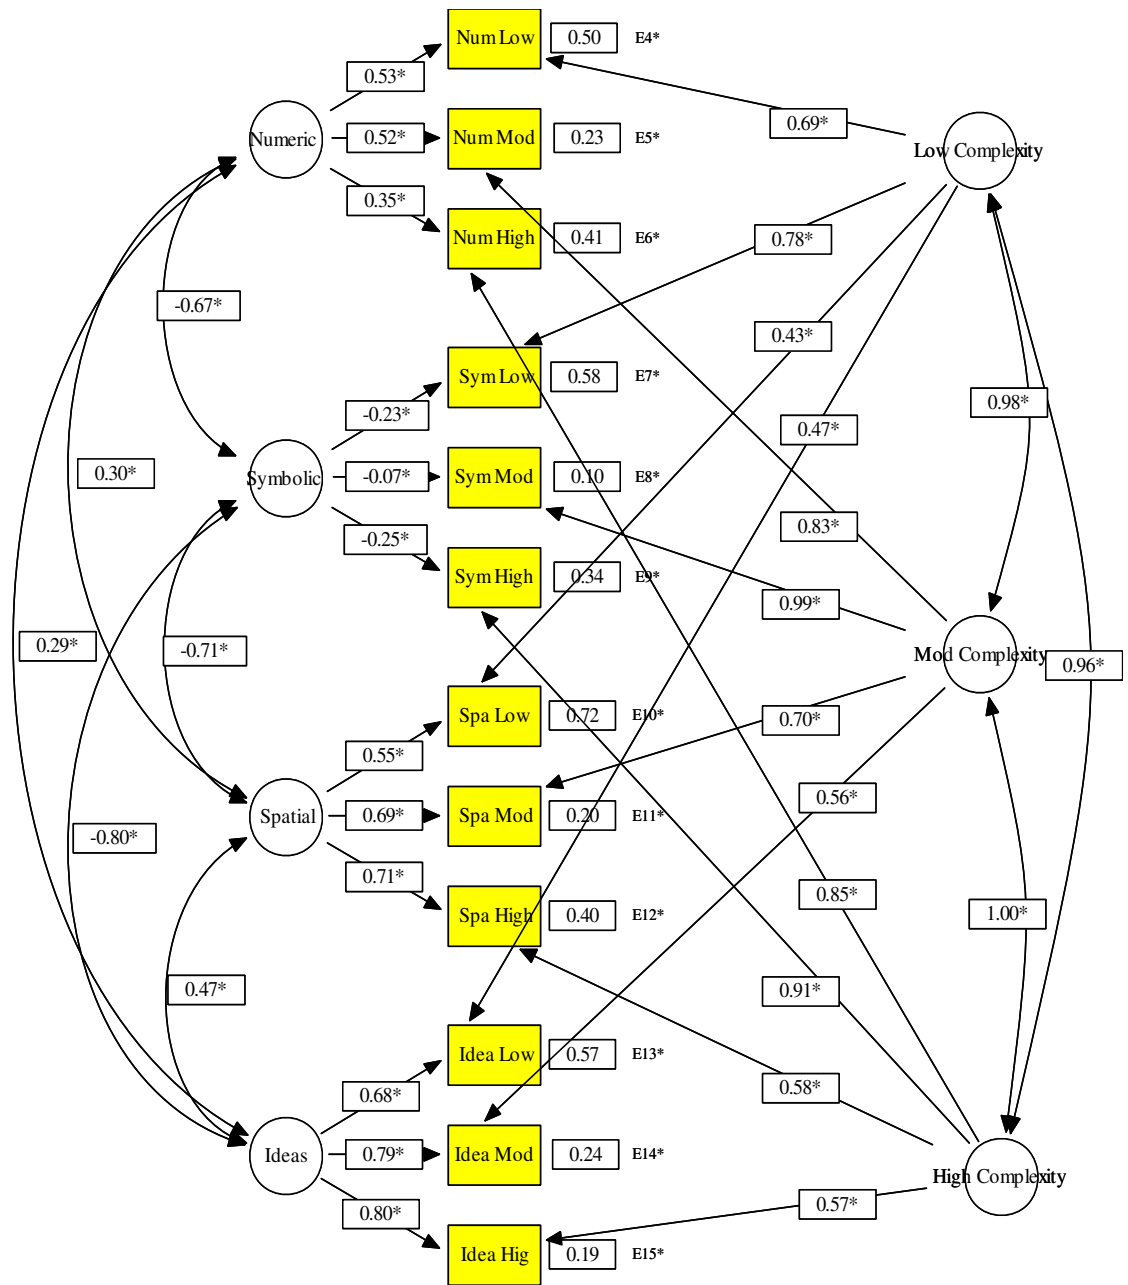 Num Low 0.50 E4*
0.53*
0.69*
Numeric 0.52* Num Mod 0.23 E5*
Low Complexity
0.35*
Num High 0.41 E6*
0.78*
-0.67*
0.43*
Sym Low 0.58 E7*
0.98*
-0.23*
0.47*
0.30*
Symbolic -0.07* Sym Mod 0.10 E8*
0.83*
-0.25*
Sym High 0.34 E9*
0.99*
0.29*
-0.71*
Mod Complexity
0.96*
Spa Low 0.72 E10*
0.70*
0.55*
0.56*
Spatial 0.69* Spa Mod 0.20 E11*
-0.80*
0.71*
0.85*
Spa High 0.40 E12*
1.00*
0.47*
0.91*
Idea Low 0.57 E13*
0.58*
0.68*
Ideas 0.79* Idea Mod 0.24 E14*
High Complexity
0.57*
0.80*
Idea Hig 0.19 E15*